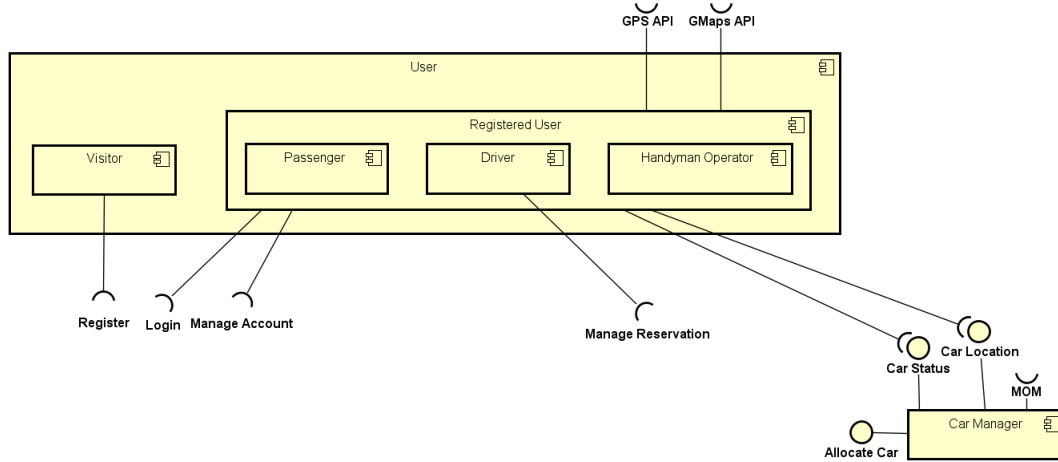 GPS API
GMaps API
User
Registered User
Visitor
Passenger
Driver
Handyman Operator
Register
Login
Manage Account
Manage Reservation
Car Status
Car Location
MOM
Car Manager
Allocate Car